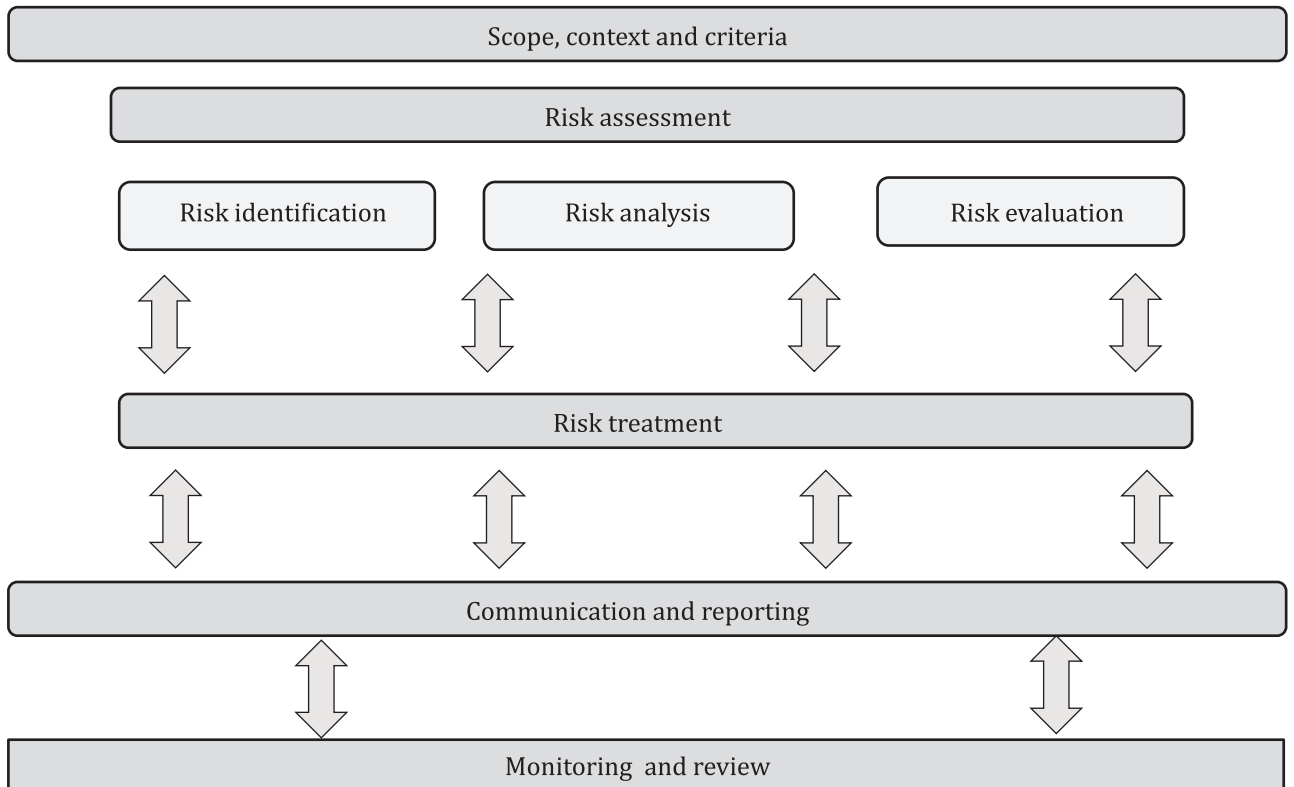 Scope, context and criteria
Risk assessment
Risk identification
Risk analysis
Risk evaluation
Risk treatment
Communication and reporting
Monitoring  and review